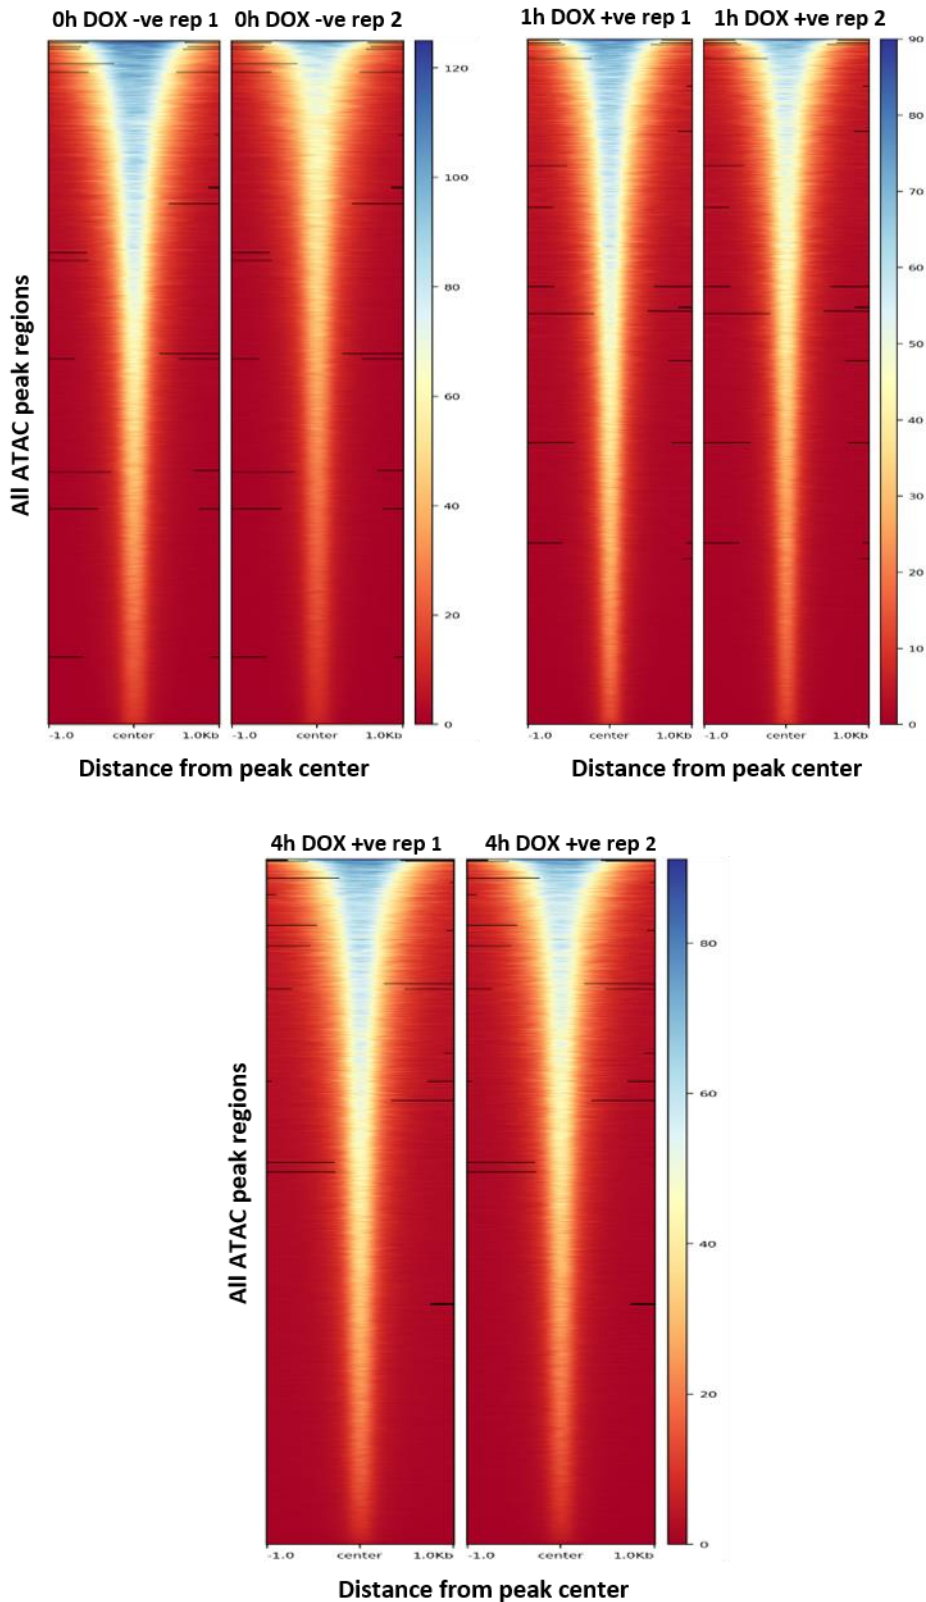 0h DOX -ve rep 1
0h DOX -ve rep 2
1h DOX +ve rep 1
1h DOX +ve rep 2
All ATAC peak regions
120
100
80
60
40
20
0
90
80
70
60
50
40
30
20
10
0
-1.0 center 1.0Kb
-1.0 center 1.0Kb
-1.0 center 1.0Kb
-1.0 center 1.0Kb
Distance from peak center
Distance from peak center
4h DOX +ve rep 1
4h DOX +ve rep 2
All ATAC peak regions
80
60
40
20
0
-1.0 center 1.0Kb
-1.0 center 1.0Kb
Distance from peak center